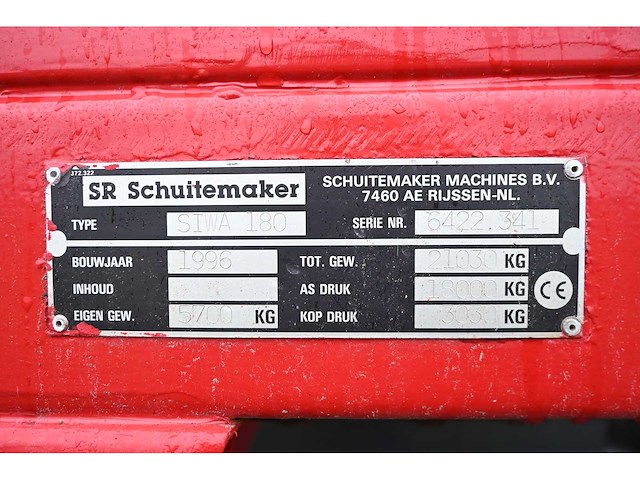 372.322
SR Schuitemaker
SCHUITEMAKER MACHINES B.V.
7460 AE RIJSSEN-NL.
TYPE SIWA 180 SERIE NR. 6422.341
BOUWJAAR 1996 TOT. GEW. 21030 KG
INHOUD AS DRUK 19000 KG
EIGEN GEW. 5700 KG KOP DRUK KG
CE